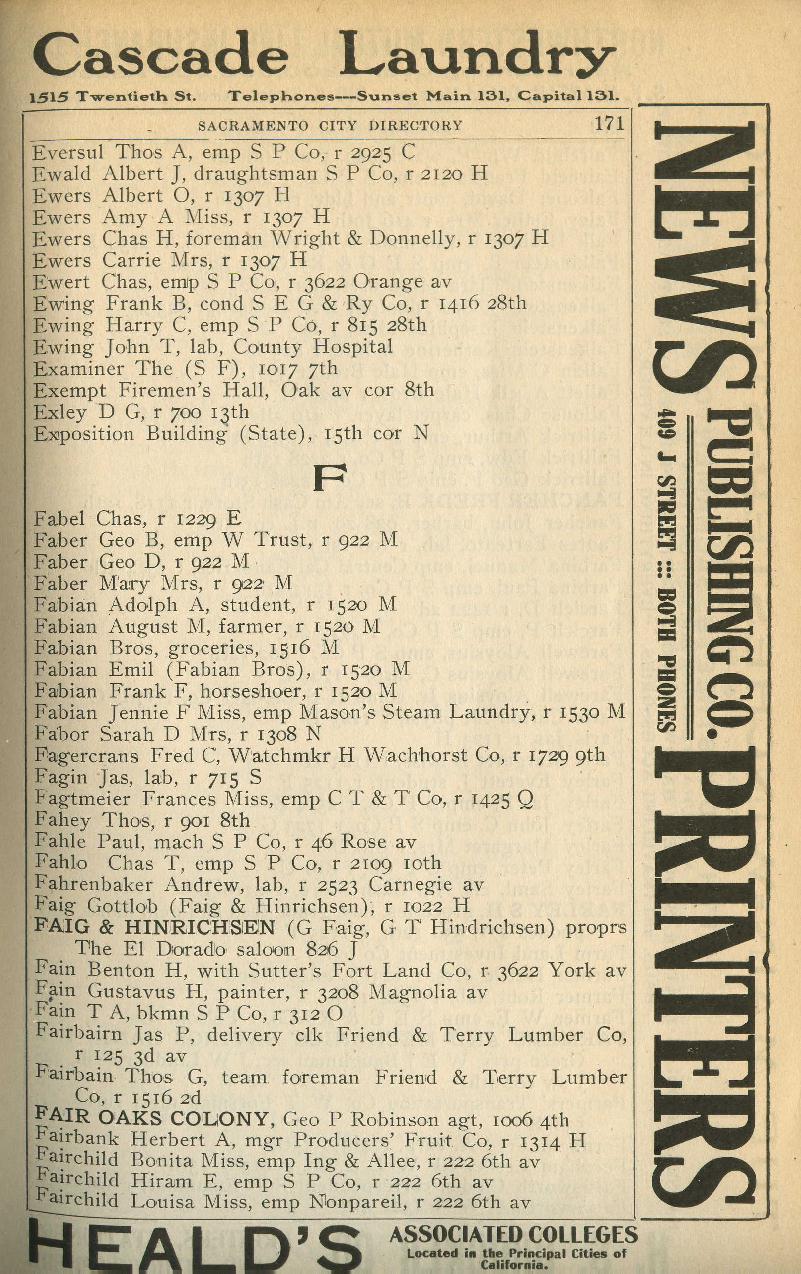 Cascade Laundry
1515 Twentieth St. Telephones---Sunset Main 131, Capital 131.
SACRAMENTO CITY DIRECTORY 171
Eversul Thos A, emp S P Co, r 2925 C
Ewald Albert J, draughtsman S P Co, r 2120 H
Ewers Albert O, r 1307 H
Ewers Amy A Miss, r 1307 H
Ewers Chas H, foreman Wright & Donnelly, r 1307 H
Ewers Carrie Mrs, r 1307 H
Ewert Chas, emp S P Co, r 3622 Orange av
Ewing Frank B, cond S E G & Ry Co, r 1416 28th
Ewing Harry C, emp S P Co, r 815 28th
Ewing John T, lab, County Hospital
Examiner The (S F), 1017 7th
Exempt Firemen's Hall, Oak av cor 8th
Exley D G, r 700 13th
Exposition Building (State), 15th cor N
F
Fabel Chas, r 1229 E
Faber Geo B, emp W Trust, r 922 M
Faber Geo D, r 922 M
Faber Mary Mrs, r 922 M
Fabian Adolph A, student, r 1520 M
Fabian August M, farmer, r 1520 M
Fabian Bros, groceries, 1516 M
Fabian Emil (Fabian Bros), r 1520 M
Fabian Frank F, horseshoer, r 1520 M
Fabian Jennie F Miss, emp Mason's Steam Laundry, r 1530 M
Fabor Sarah D Mrs, r 1308 N
Fagercrans Fred C, Watchmkr H Wachhorst Co, r 1729 9th
Fagin Jas, lab, r 715 S
Fagtmeier Frances Miss, emp C T & T Co, r 1425 Q
Fahey Thos, r 901 8th
Fahle Paul, mach S P Co, r 46 Rose av
Fahlo Chas T, emp S P Co, r 2109 10th
Fahrenbaker Andrew, lab, r 2523 Carnegie av
Faig Gottlob (Faig & Hinrichsen), r 1022 H
FAIG & HINRICHSEN (G Faig, G T Hindrichsen) proprs
The El Dorado saloon 826 J
Fain Benton H, with Sutter's Fort Land Co, r 3622 York av
Fain Gustavus H, painter, r 3208 Magnolia av
Fain T A, bkmn S P Co, r 312 O
Fairbairn Jas P, delivery clk Friend & Terry Lumber Co,
r 125 3d av
Fairbain Thos G, team foreman Friend & Terry Lumber
Co, r 1516 2d
FAIR OAKS COLONY, Geo P Robinson agt, 1006 4th
Fairbank Herbert A, mgr Producers' Fruit Co, r 1314 H
Fairchild Bonita Miss, emp Ing & Allee, r 222 6th av
Fairchild Hiram E, emp S P Co, r 222 6th av
Fairchild Louisa Miss, emp Nonpareil, r 222 6th av
NEWS PUBLISHING CO. PRINTERS
409 J STREET ::: BOTH PHONES
HEALD'S ASSOCIATED COLLEGES
Located in the Principal Cities of
California.